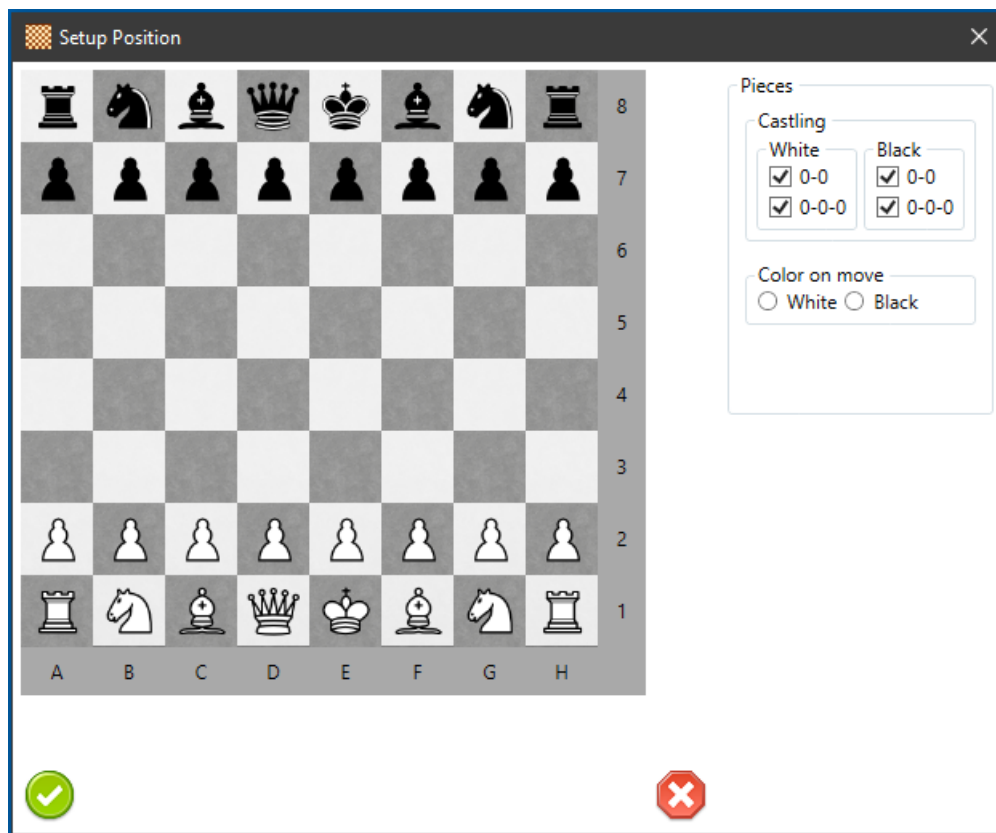 Setup Position
Pieces
Castling
White Black
0-0 0-0
0-0-0 0-0-0
Color on move
White Black
8
7
6
5
4
3
2
1
A B C D E F G H